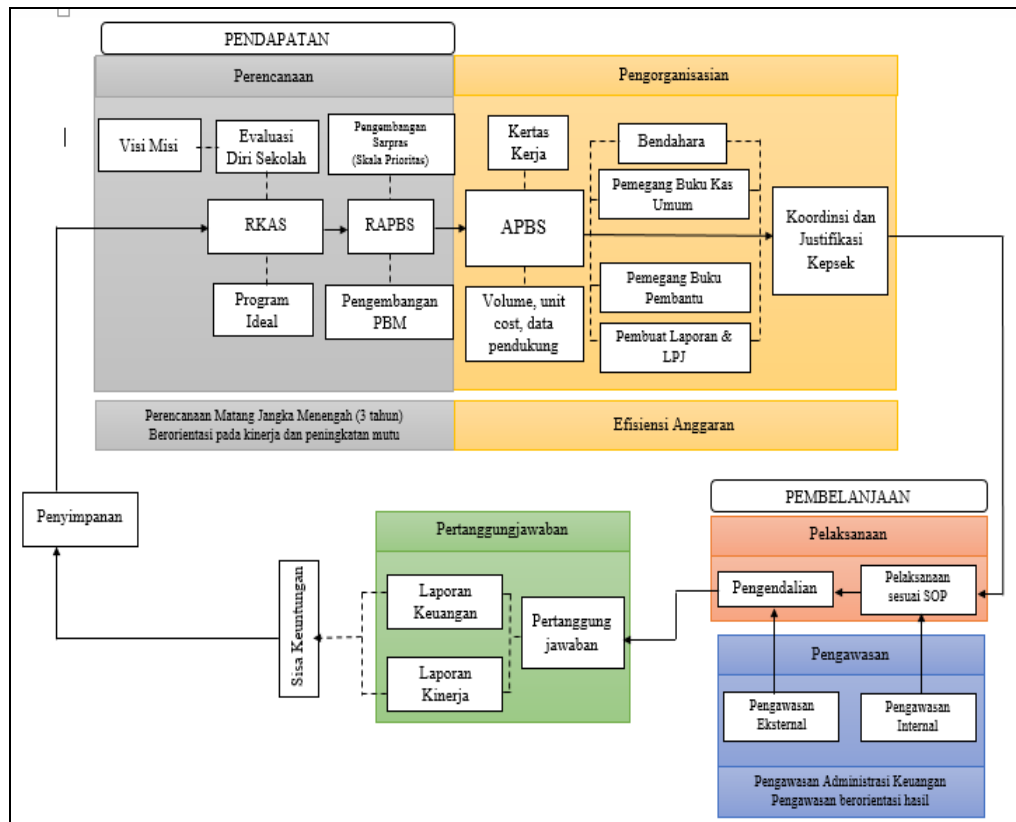 PENDAPATAN
Perencanaan
Pengorganisasian
Visi Misi
Evaluasi
Diri Sekolah
Pengembangan
Sarpras
(Skala Prioritas)
Kertas
Kerja
Bendahara
Pemegang Buku Kas
Umum
RKAS
RAPBS
APBS
Koordinsi dan
Justifikasi
Kepsek
Program
Ideal
Pengembangan
PBM
Volume, unit
cost, data
pendukung
Pemegang Buku
Pembantu
Pembuat Laporan &
LPJ
Perencanaan Matang Jangka Menengah (3 tahun)
Berorientasi pada kinerja dan peningkatan mutu
Efisiensi Anggaran
Penyimpanan
Sisa Keuntungan
Pertanggungjawaban
Laporan
Keuangan
Laporan
Kinerja
Pertanggung
jawaban
PEMBELANJAAN
Pelaksanaan
Pengendalian
Pelaksanaan
sesuai SOP
Pengawasan
Pengawasan
Eksternal
Pengawasan
Internal
Pengawasan Administrasi Keuangan
Pengawasan berorientasi hasil